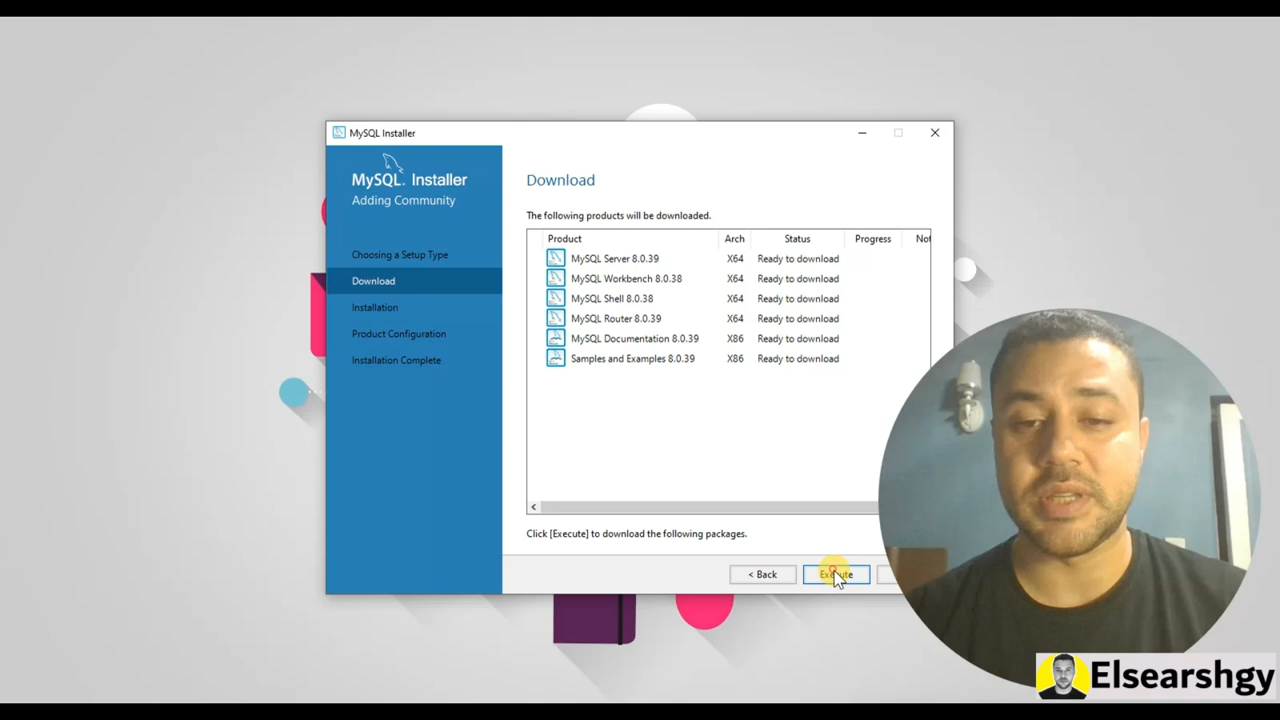 MySQL Installer
MySQL. Installer
Adding Community
Choosing a Setup Type
Download
Installation
Product Configuration
Installation Complete
Download
The following products will be downloaded.
Product Arch Status Progress Not
MySQL Server 8.0.39 X64 Ready to download
MySQL Workbench 8.0.38 X64 Ready to download
MySQL Shell 8.0.38 X64 Ready to download
MySQL Router 8.0.39 X64 Ready to download
MySQL Documentation 8.0.39 X86 Ready to download
Samples and Examples 8.0.39 X86 Ready to download
Click [Execute] to download the following packages.
< Back
Execute
Elsearshgy